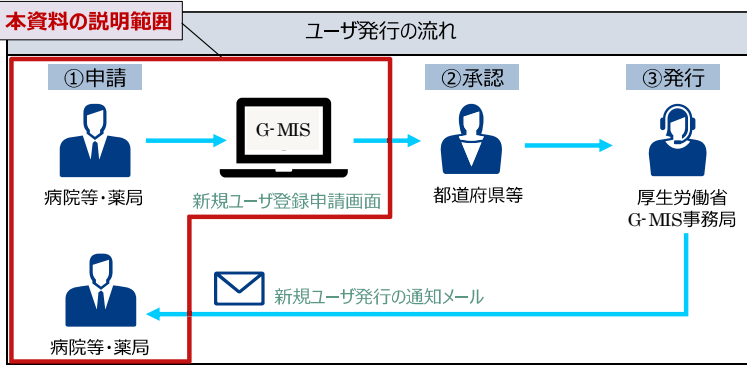 本資料の説明範囲
ユーザ発行の流れ
①申請
②承認
③発行
G-MIS
病院等・薬局
新規ユーザ登録申請画面
都道府県等
厚生労働省
G-MIS事務局
新規ユーザ発行の通知メール
病院等・薬局